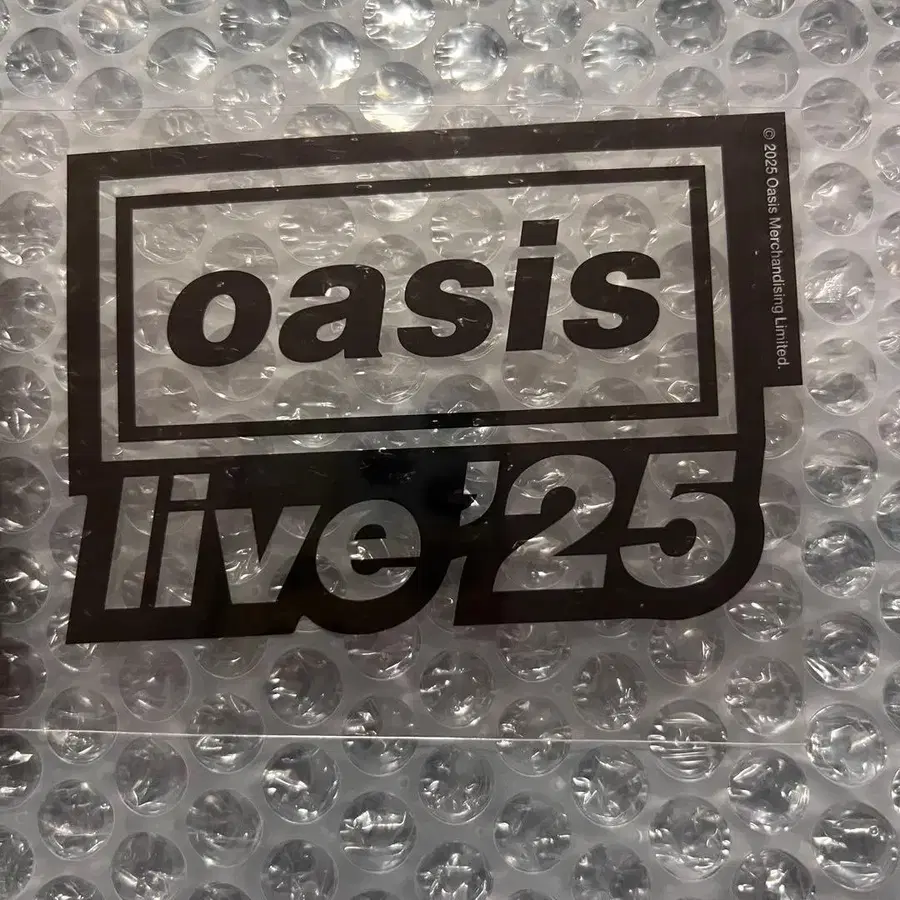 oasis
live '25
© 2025 Oasis Merchandising Limited.